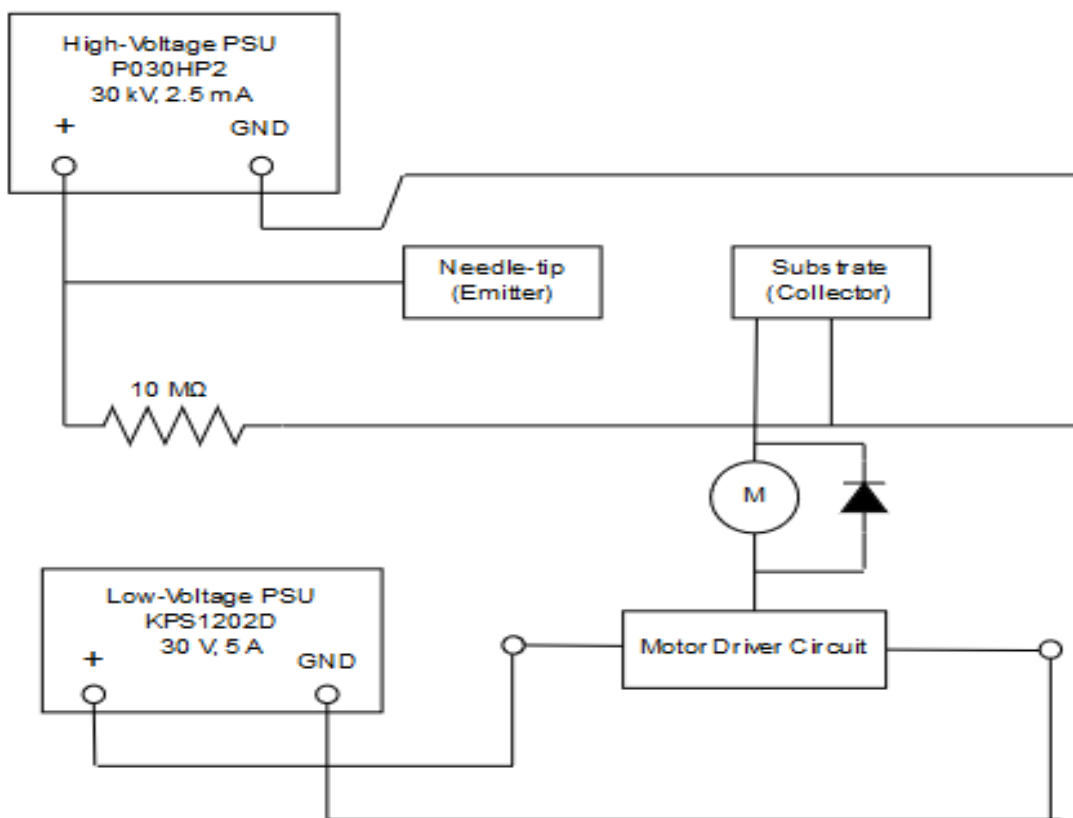 High-Voltage PSU
P030HP2
30 kV, 2.5 mA
+
GND
Needle-tip
(Emitter)
Substrate
(Collector)
10 MΩ
M
Low-Voltage PSU
KPS1202D
30 V, 5 A
+
GND
Motor Driver Circuit